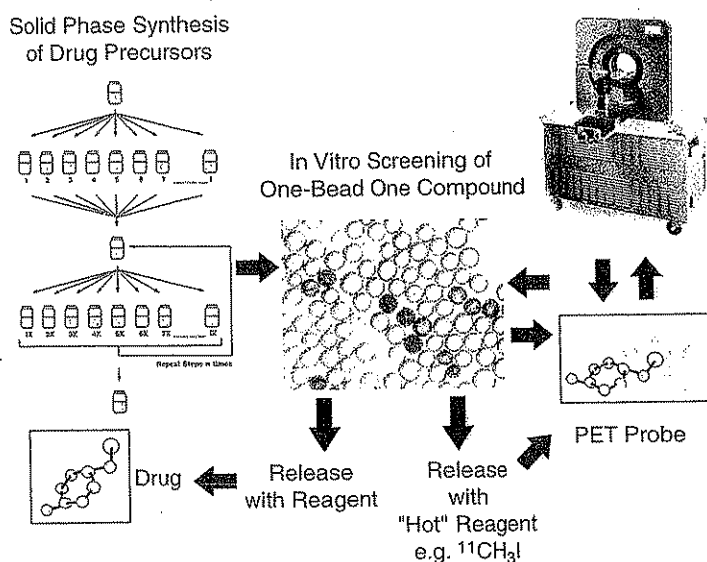 Solid Phase Synthesis
of Drug Precursors
1 2 3 4 5 6 7
In Vitro Screening of
One-Bead One Compound
1X 2X 3X 4X 5X 6X 7X
Repeat Steps n times
Drug
Release
with Reagent
Release
with
"Hot" Reagent
e.g. ¹¹CH₃I
PET Probe